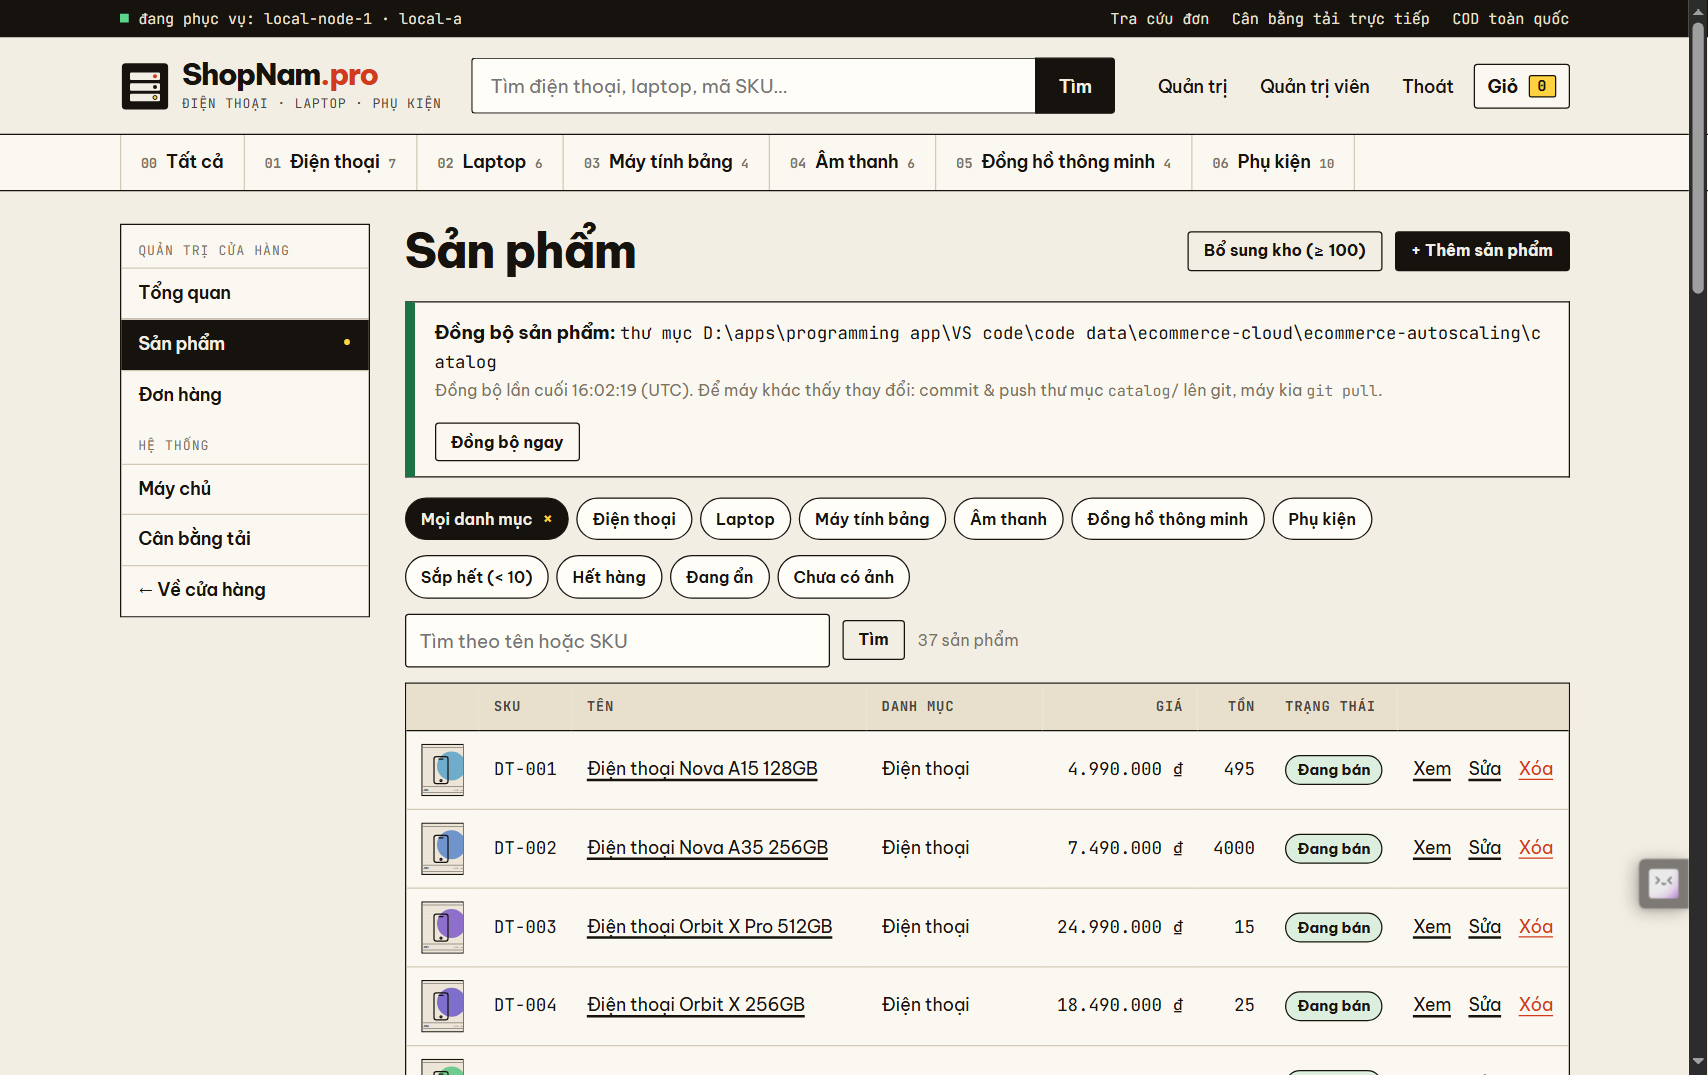 đang phục vụ: local-node-1 · local-a
Tra cứu đơn Cân bằng tải trực tiếp COD toàn quốc
ShopNam.pro
ĐIỆN THOẠI · LAPTOP · PHỤ KIỆN
Tìm điện thoại, laptop, mã SKU...
Tìm
Quản trị Quản trị viên Thoát Giỏ 0
00 Tất cả 01 Điện thoại 7 02 Laptop 6 03 Máy tính bảng 4 04 Âm thanh 6 05 Đồng hồ thông minh 4 06 Phụ kiện 10
QUẢN TRỊ CỬA HÀNG
Tổng quan
Sản phẩm
Đơn hàng
HỆ THỐNG
Máy chủ
Cân bằng tải
← Về cửa hàng
Sản phẩm
Bổ sung kho (≥ 100) + Thêm sản phẩm
Đồng bộ sản phẩm: thư mục D:\apps\programming app\VS code\code data\ecommerce-cloud\ecommerce-autoscaling\c
atalog
Đồng bộ lần cuối 16:02:19 (UTC). Để máy khác thấy thay đổi: commit & push thư mục catalog/ lên git, máy kia git pull.
Đồng bộ ngay
Mọi danh mục × Điện thoại Laptop Máy tính bảng Âm thanh Đồng hồ thông minh Phụ kiện
Sắp hết (< 10) Hết hàng Đang ẩn Chưa có ảnh
Tìm theo tên hoặc SKU Tìm 37 sản phẩm
SKU TÊN DANH MỤC GIÁ TỒN TRẠNG THÁI
DT-001 Điện thoại Nova A15 128GB Điện thoại 4.990.000 ₫ 495 Đang bán Xem Sửa Xóa
DT-002 Điện thoại Nova A35 256GB Điện thoại 7.490.000 ₫ 4000 Đang bán Xem Sửa Xóa
DT-003 Điện thoại Orbit X Pro 512GB Điện thoại 24.990.000 ₫ 15 Đang bán Xem Sửa Xóa
DT-004 Điện thoại Orbit X 256GB Điện thoại 18.490.000 ₫ 25 Đang bán Xem Sửa Xóa